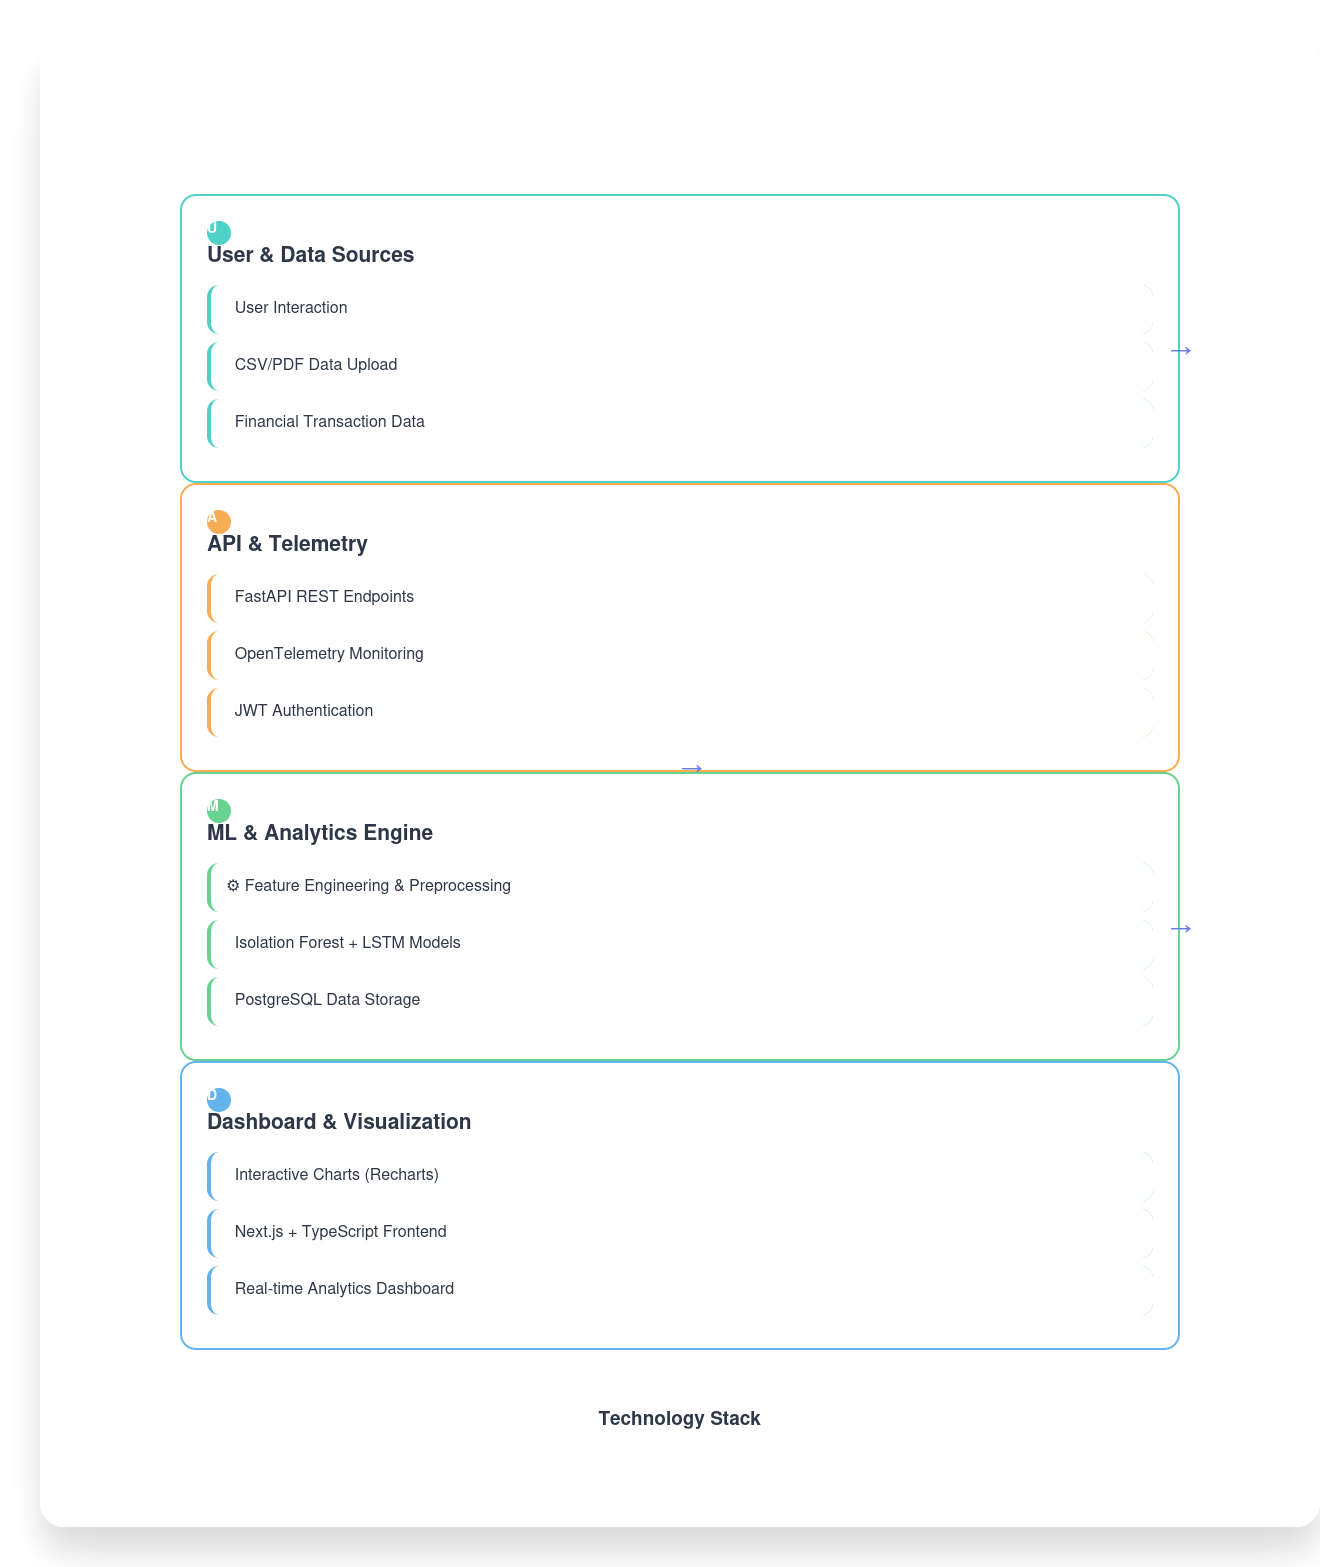 U
User & Data Sources
User Interaction
CSV/PDF Data Upload
→
Financial Transaction Data
A
API & Telemetry
FastAPI REST Endpoints
OpenTelemetry Monitoring
JWT Authentication
→
M
ML & Analytics Engine
⚙ Feature Engineering & Preprocessing
→
Isolation Forest + LSTM Models
PostgreSQL Data Storage
D
Dashboard & Visualization
Interactive Charts (Recharts)
Next.js + TypeScript Frontend
Real-time Analytics Dashboard
Technology Stack